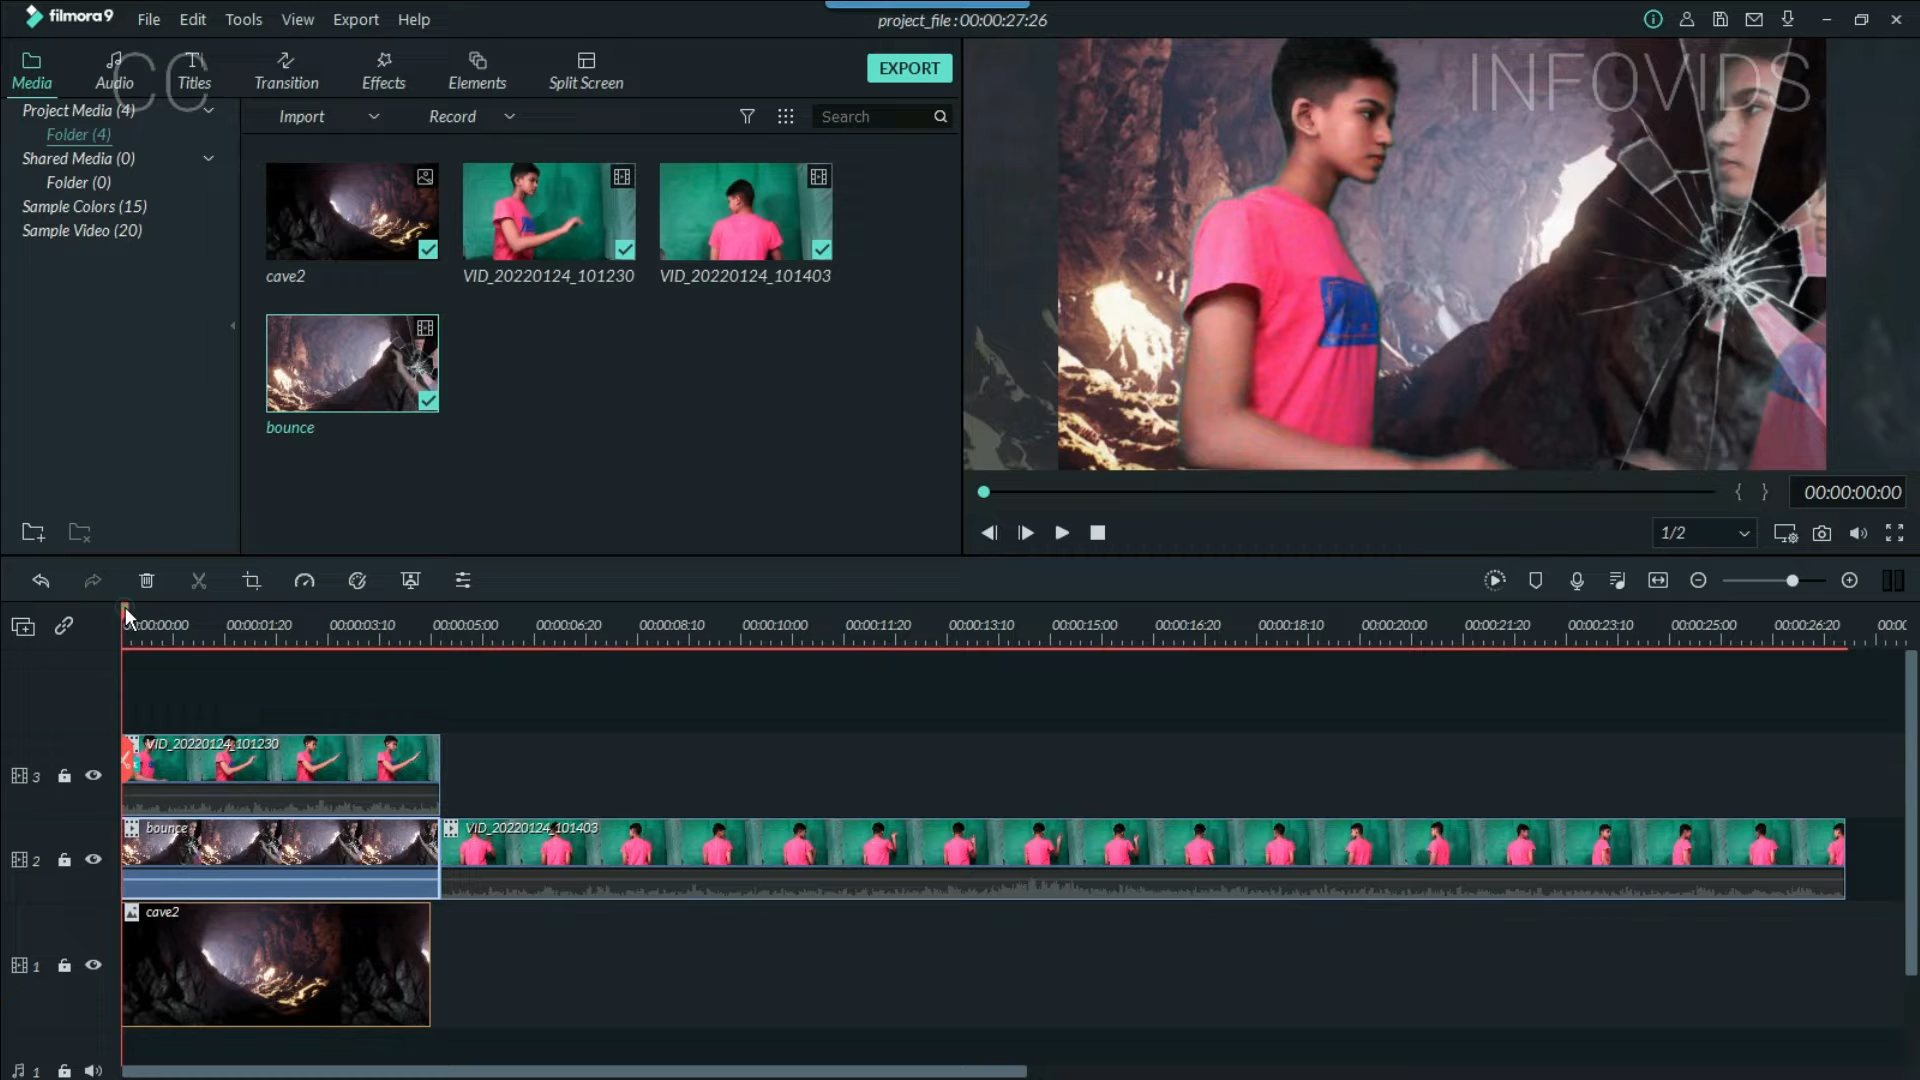 filmora9
File Edit Tools View Export Help
project_file : 00:00:27:26
Media Audio Titles Transition Effects Elements Split Screen
EXPORT
CC
INFOVIDS
Project Media (4)
Folder (4)
Shared Media (0)
Folder (0)
Sample Colors (15)
Sample Video (20)
Import Record Search
cave2
VID_20220124_101230
VID_20220124_101403
bounce
{ } 00:00:00:00
1/2
00:00:00:00 00:00:01:20 00:00:03:10 00:00:05:00 00:00:06:20 00:00:08:10 00:00:10:00 00:00:11:20 00:00:13:10 00:00:15:00 00:00:16:20 00:00:18:10 00:00:20:00 00:00:21:20 00:00:23:10 00:00:25:00 00:00:26:20 00:00
VID_20220124_101230
3
bounce
VID_20220124_101403
2
cave2
1
1